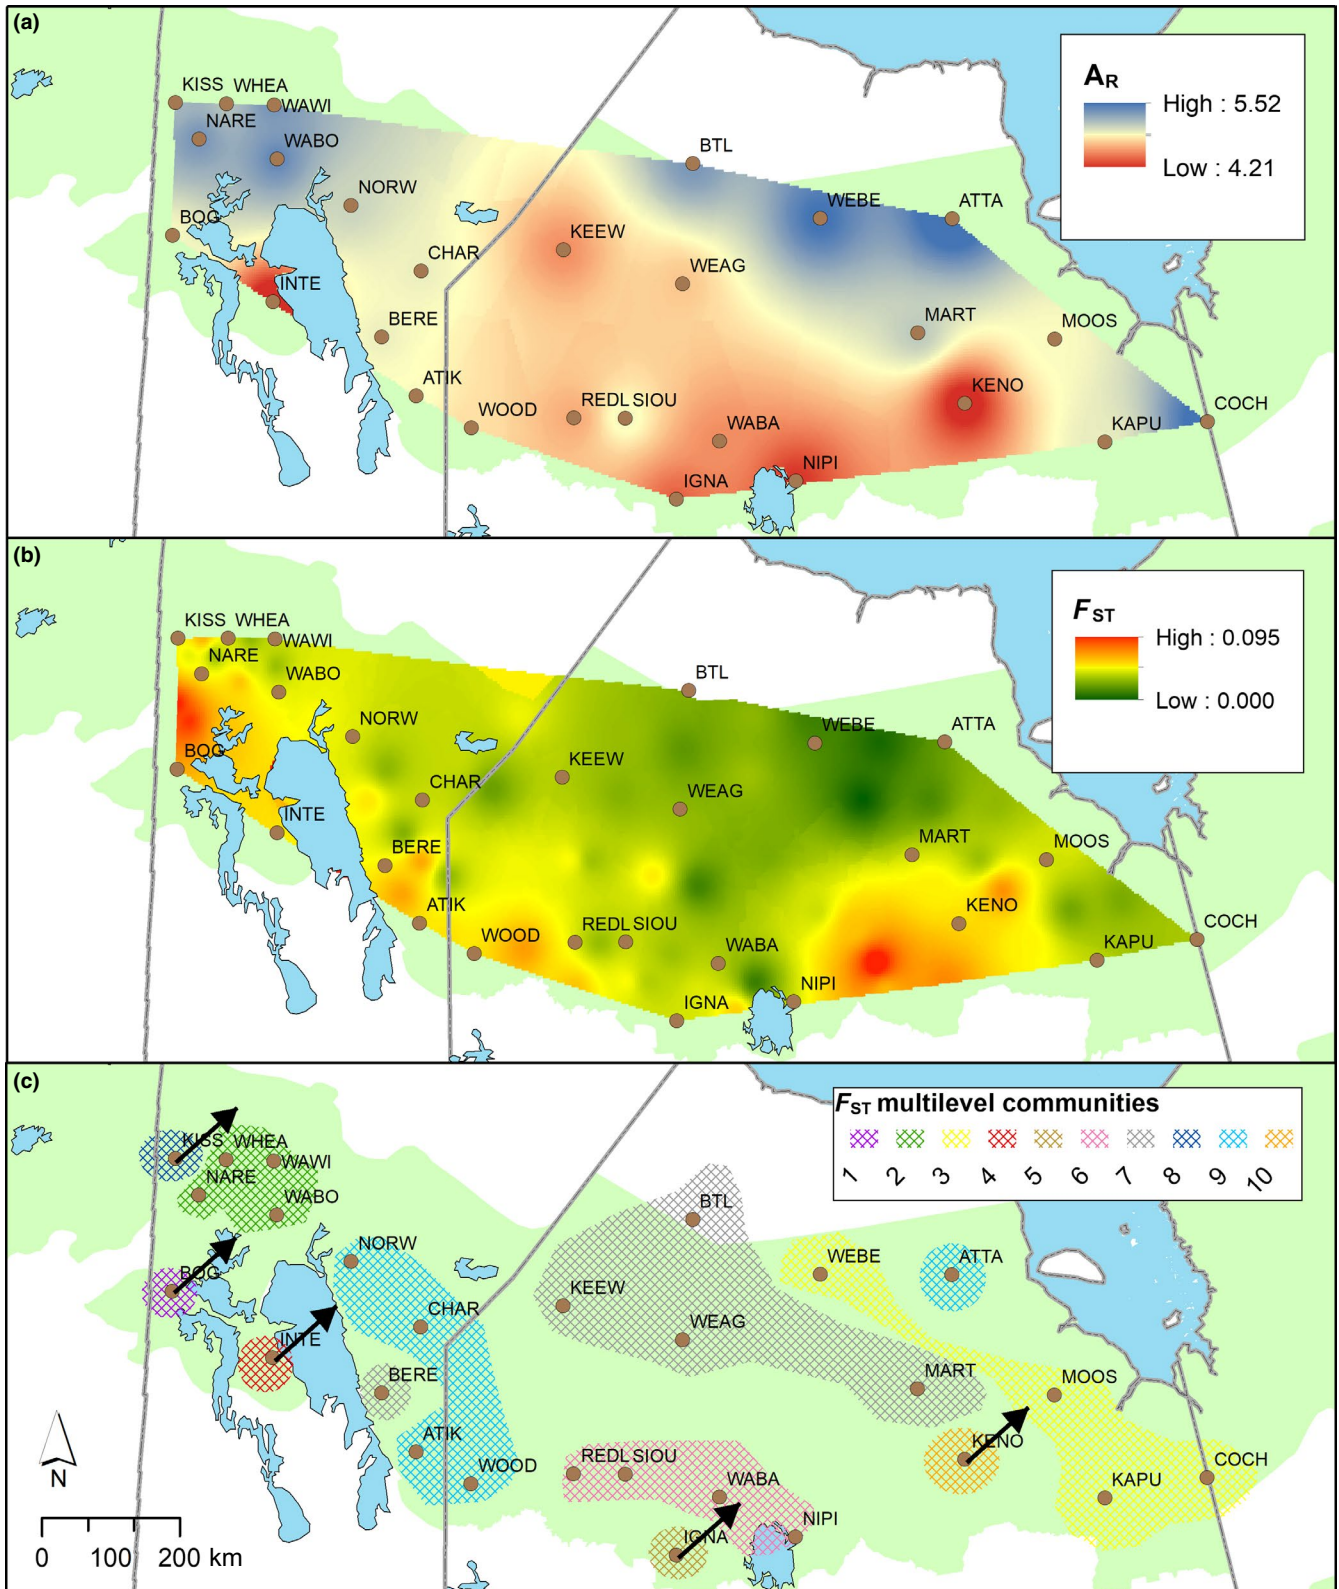 (a)
KISS WHEA
WAWI
NARE
WABO
BTL
NORW
WEBE
ATTA
BOG
KEEW
CHAR
WEAG
INTE
BERE
MART
MOOS
ATIK
KENO
WOOD
REDL SIOU
COCH
WABA
KAPU
NIPI
IGNA
AR
High : 5.52
Low : 4.21
(b)
KISS WHEA
WAWI
NARE
WABO
BTL
NORW
WEBE
ATTA
BOG
KEEW
CHAR
WEAG
INTE
BERE
MART
MOOS
ATIK
KENO
WOOD
REDL SIOU
COCH
WABA
KAPU
NIPI
IGNA
FST
High : 0.095
Low : 0.000
(c)
FST multilevel communities
1 2 3 4 5 6 7 8 9 10
KISS WHEA
WAWI
NARE
WABO
BTL
NORW
WEBE
ATTA
BOG
KEEW
CHAR
WEAG
INTE
BERE
MART
MOOS
ATIK
KENO
WOOD
REDL SIOU
COCH
WABA
KAPU
NIPI
IGNA
N
0 100 200 km